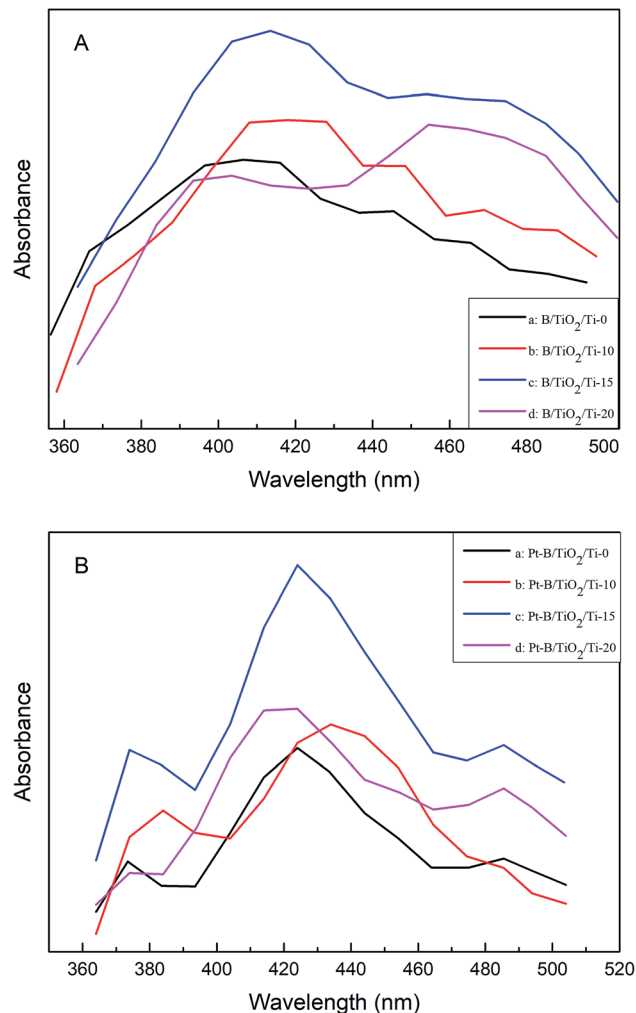 A
Absorbance
a: B/TiO2/Ti-0
b: B/TiO2/Ti-10
c: B/TiO2/Ti-15
d: B/TiO2/Ti-20
360 380 400 420 440 460 480 500
Wavelength (nm)
B
a: Pt-B/TiO2/Ti-0
b: Pt-B/TiO2/Ti-10
c: Pt-B/TiO2/Ti-15
d: Pt-B/TiO2/Ti-20
Absorbance
360 380 400 420 440 460 480 500 520
Wavelength (nm)